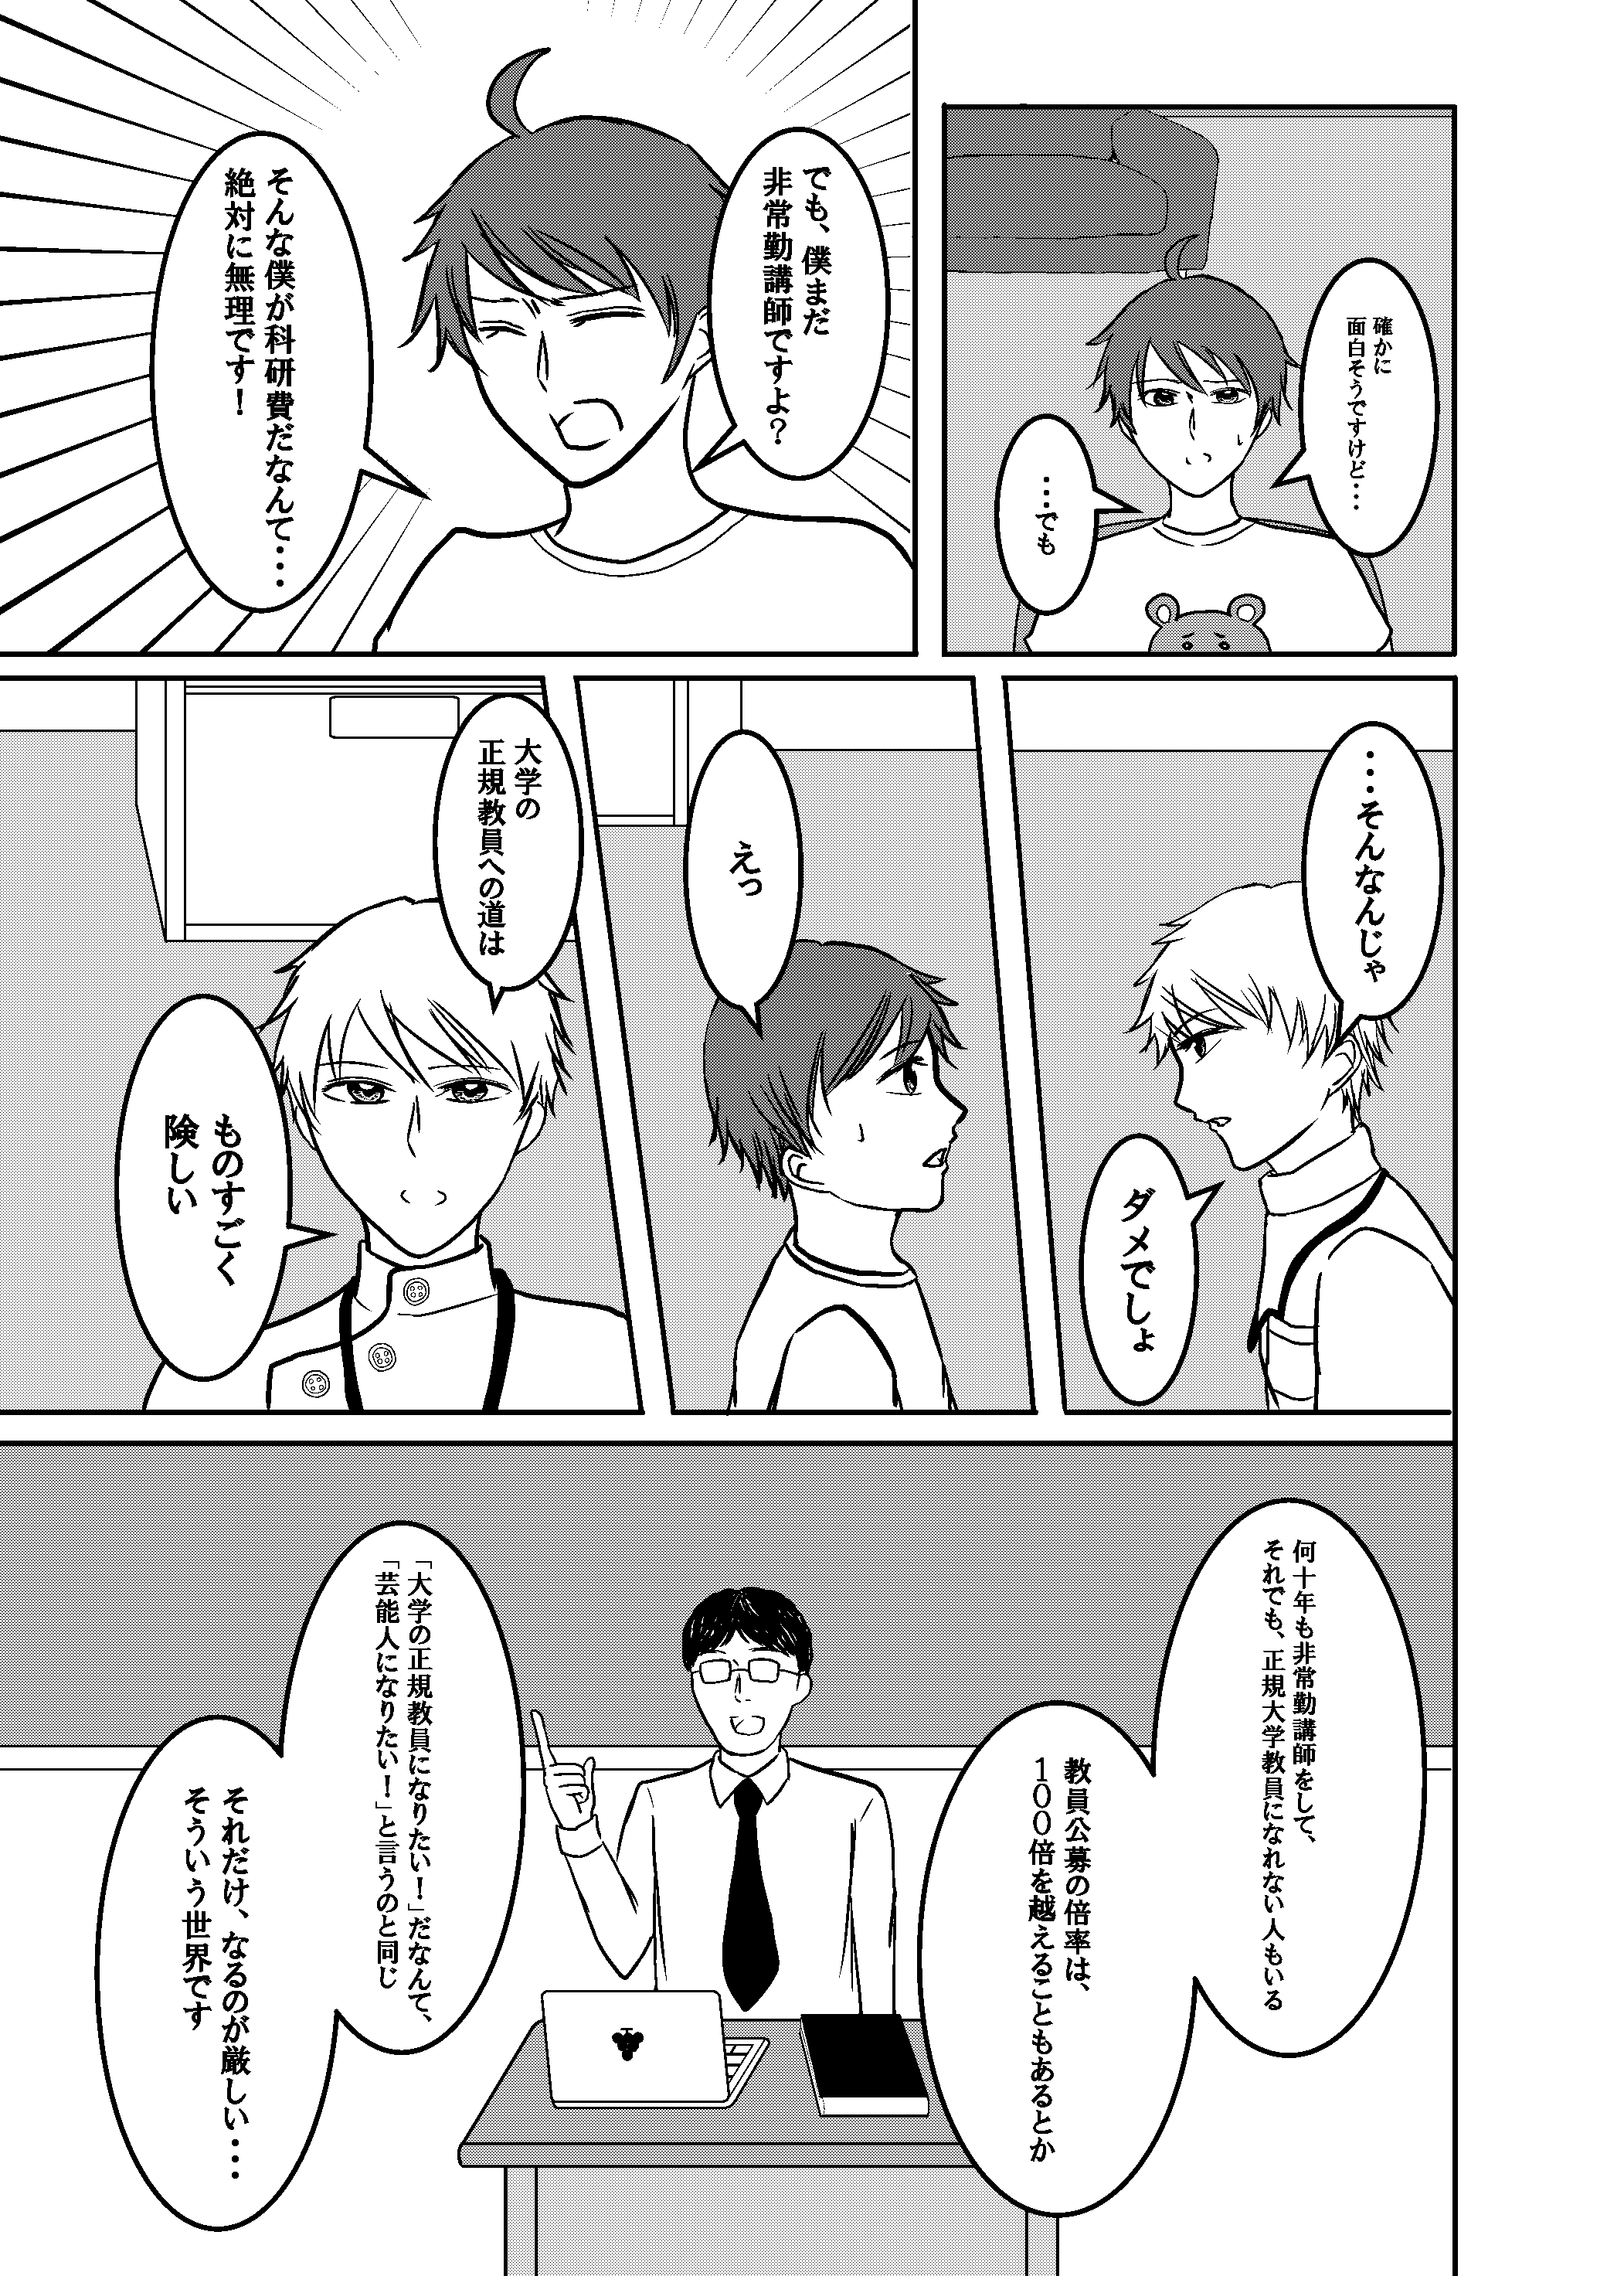 確かに
面白そうですけど・・・
・・・でも
でも、僕まだ
非常勤講師ですよ？
そんな僕が科研費だなんて・・・
絶対に無理です！
・・・そんなんじゃ
ダメでしょ
えっ
大学の
正規教員への道は
ものすごく
険しい
何十年も非常勤講師をして、
それでも、正規大学教員になれない人もいる
教員公募の倍率は、
１００倍を越えることもあるとか
「大学の正規教員になりたい！」だなんて、
「芸能人になりたい！」と言うのと同じ
それだけ、なるのが厳しい・・・
そういう世界です